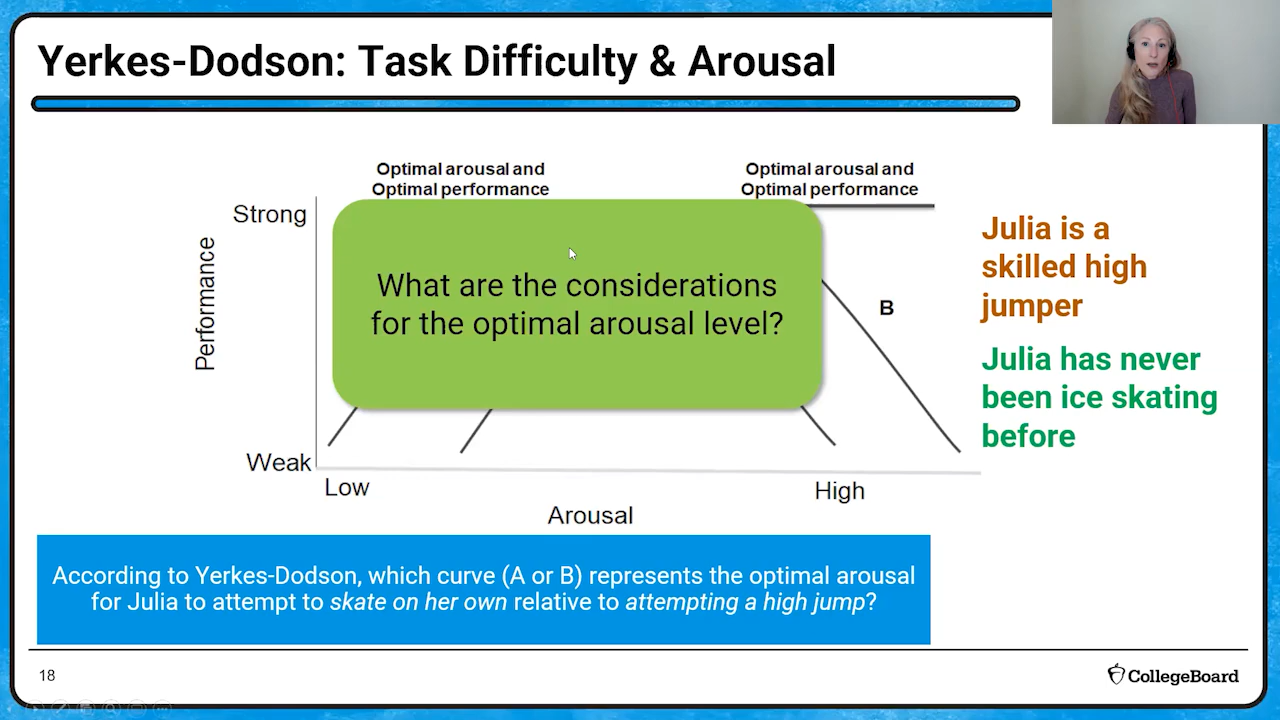 Yerkes-Dodson: Task Difficulty & Arousal
Optimal arousal and
Optimal performance
Optimal arousal and
Optimal performance
Strong
Performance
What are the considerations
for the optimal arousal level?
B
Weak
Low
High
Arousal
Julia is a
skilled high
jumper
Julia has never
been ice skating
before
According to Yerkes-Dodson, which curve (A or B) represents the optimal arousal
for Julia to attempt to skate on her own relative to attempting a high jump?
18
CollegeBoard